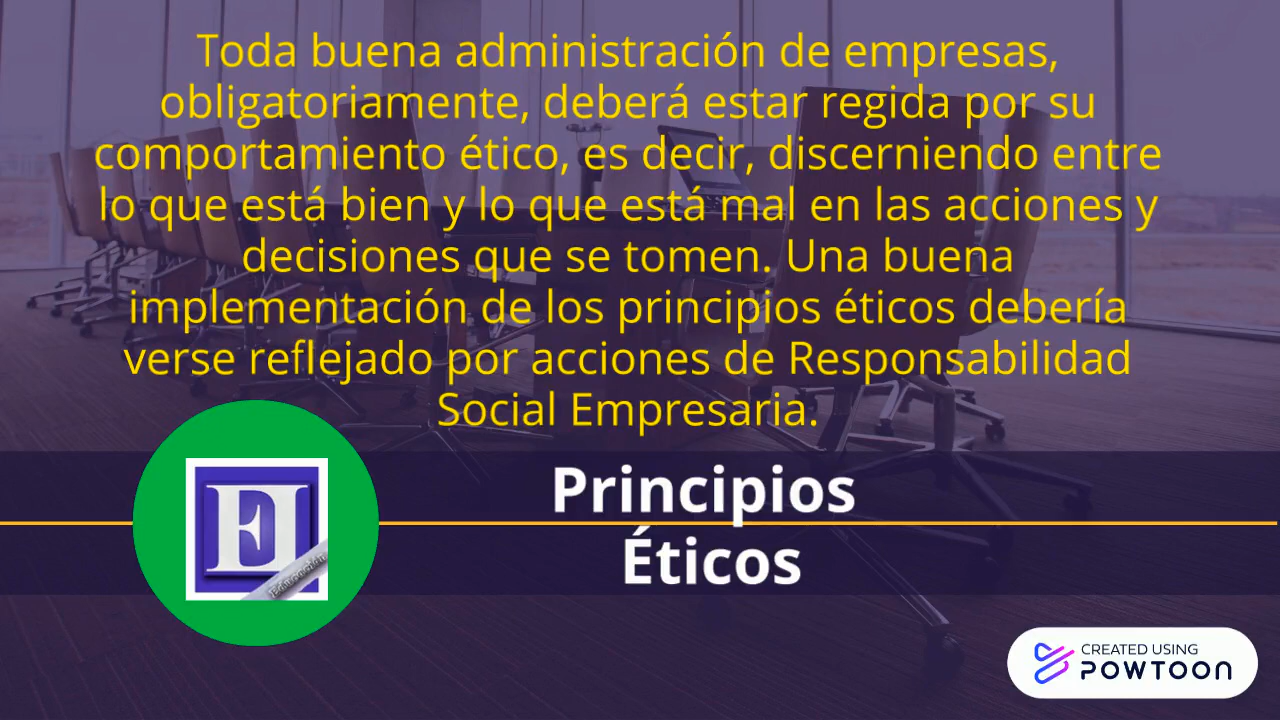 Toda buena administración de empresas,
obligatoriamente, deberá estar regida por su
comportamiento ético, es decir, discerniendo entre
lo que está bien y lo que está mal en las acciones y
decisiones que se tomen. Una buena
implementación de los principios éticos debería
verse reflejado por acciones de Responsabilidad
Social Empresaria.
Principios
Éticos
E
CREATED USING
POWTOON